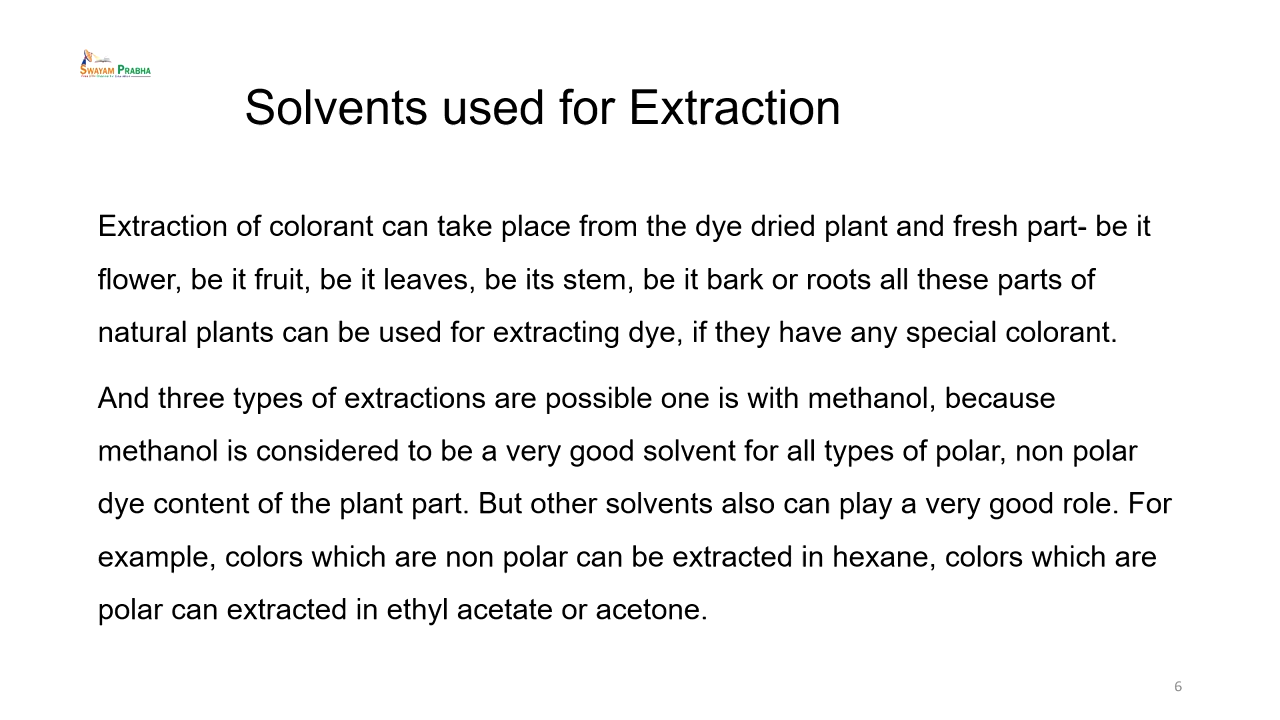 SWAYAM PRABHA
Solvents used for Extraction
Extraction of colorant can take place from the dye dried plant and fresh part- be it
flower, be it fruit, be it leaves, be its stem, be it bark or roots all these parts of
natural plants can be used for extracting dye, if they have any special colorant.
And three types of extractions are possible one is with methanol, because
methanol is considered to be a very good solvent for all types of polar, non polar
dye content of the plant part. But other solvents also can play a very good role. For
example, colors which are non polar can be extracted in hexane, colors which are
polar can extracted in ethyl acetate or acetone.
6